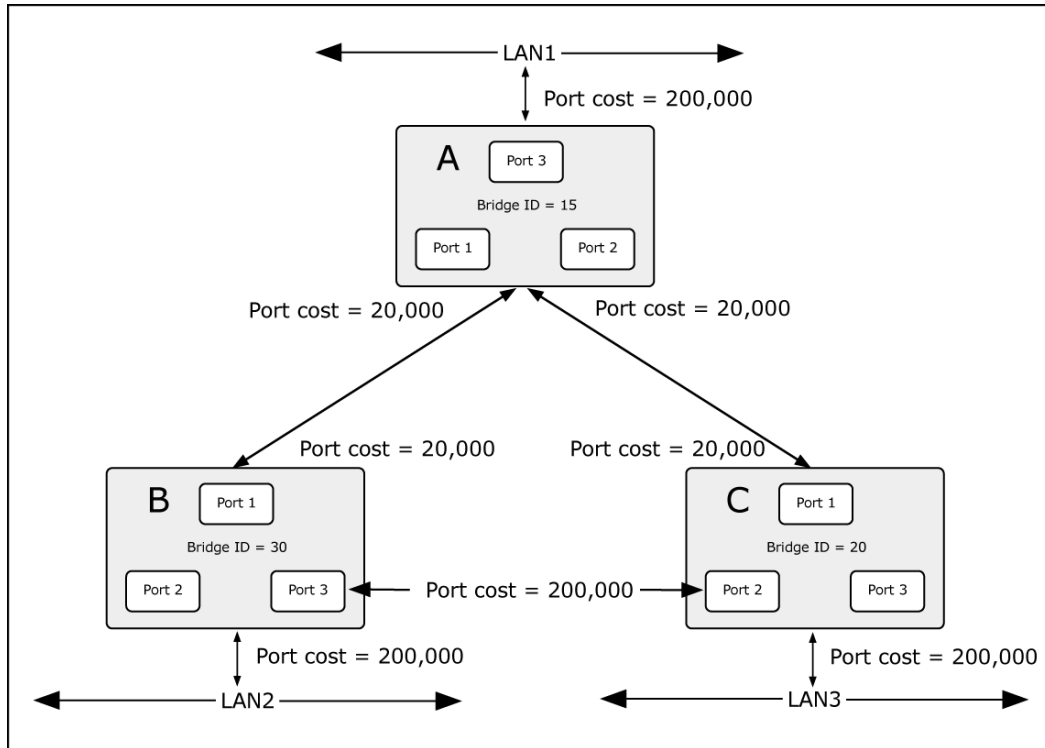 LAN1
Port cost = 200,000
A
Port 3
Bridge ID = 15
Port 1
Port 2
Port cost = 20,000
Port cost = 20,000
Port cost = 20,000
Port cost = 20,000
B
Port 1
Bridge ID = 30
Port 2
Port 3
C
Port 1
Bridge ID = 20
Port 2
Port 3
Port cost = 200,000
Port cost = 200,000
Port cost = 200,000
LAN2
LAN3